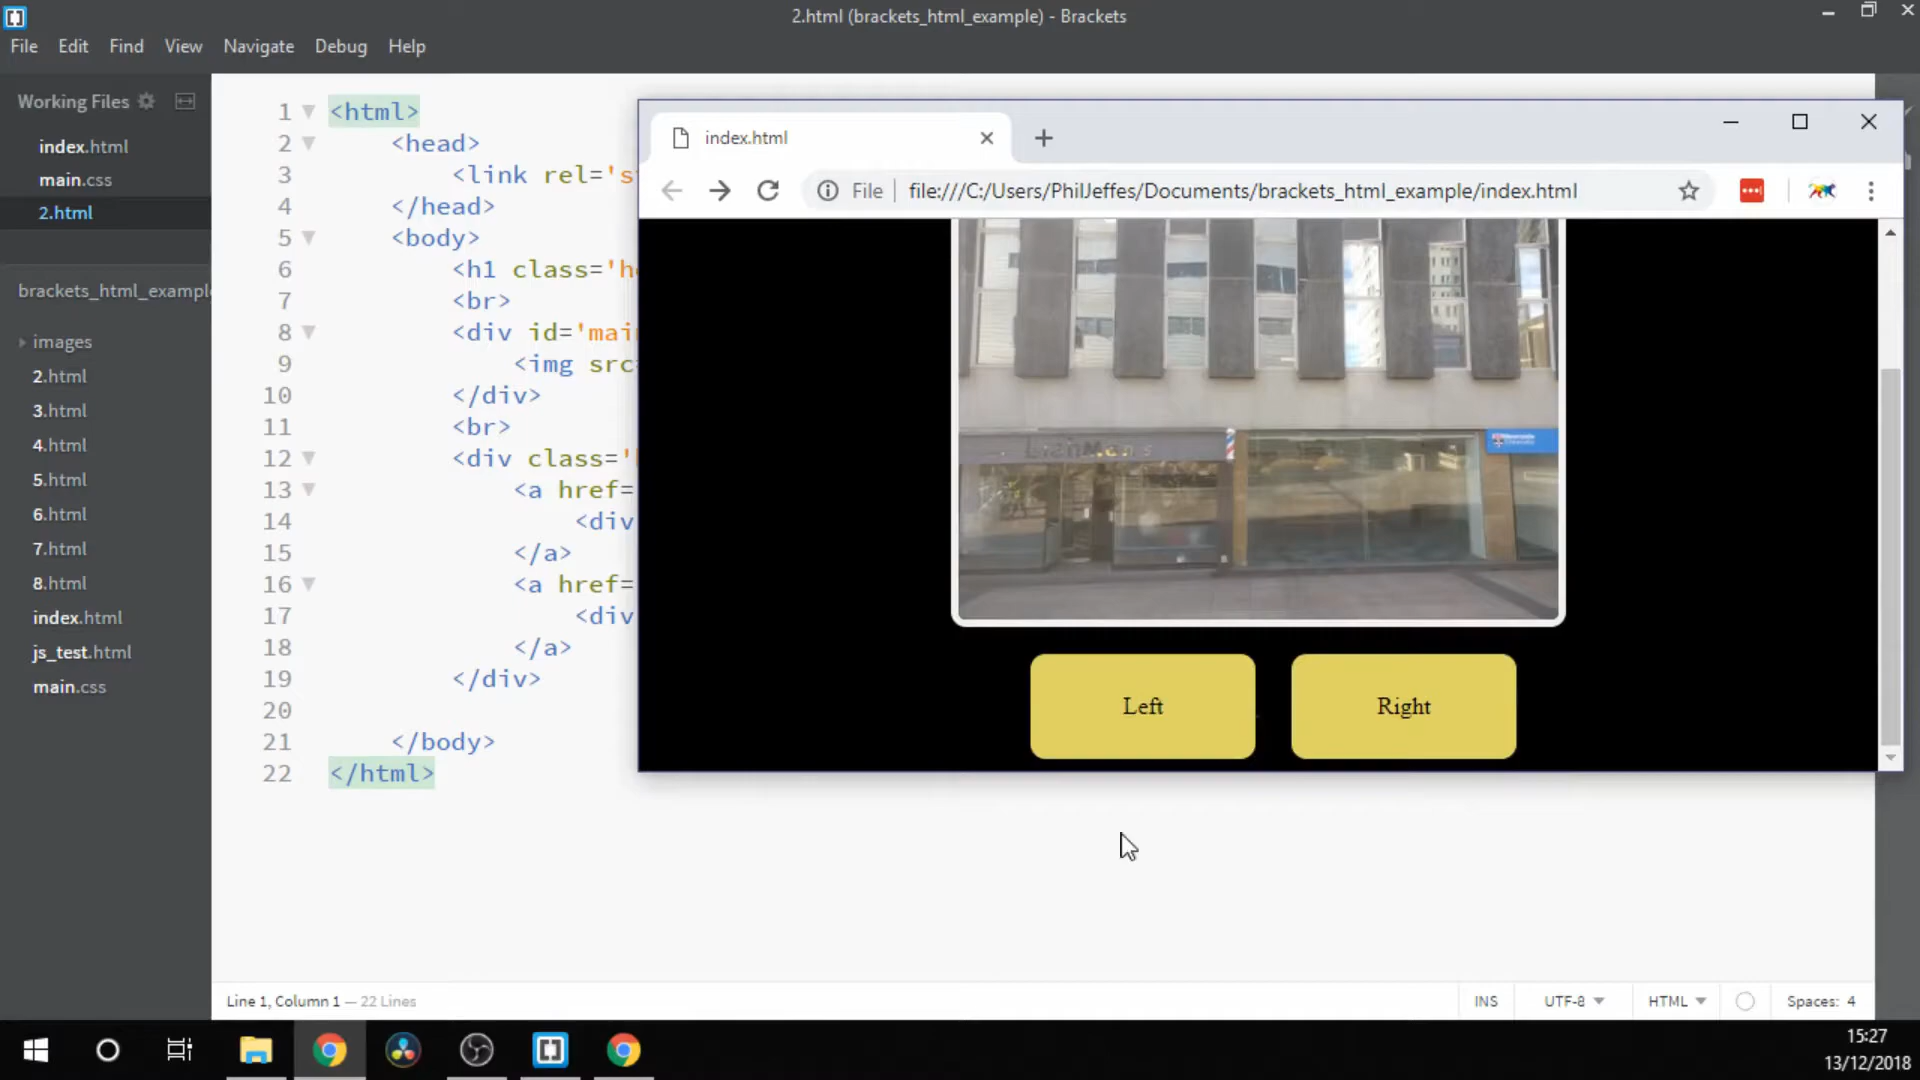 2.html (brackets_html_example) - Brackets
File Edit Find View Navigate Debug Help
Working Files
index.html
main.css
2.html
brackets_html_example
images
2.html
3.html
4.html
5.html
6.html
7.html
8.html
index.html
js_test.html
main.css
1 <html>
2 <head>
3 <link rel='s
4 </head>
5 <body>
6 <h1 class='he
7 <br>
8 <div id='main
9 <img src
10 </div>
11 <br>
12 <div class='
13 <a href=
14 <div
15 </a>
16 <a href=
17 <div
18 </a>
19 </div>
20
21 </body>
22 </html>
index.html
File file:///C:/Users/PhilJeffes/Documents/brackets_html_example/index.html
Left Right
Line 1, Column 1 — 22 Lines
INS UTF-8 HTML Spaces: 4
15:27
13/12/2018